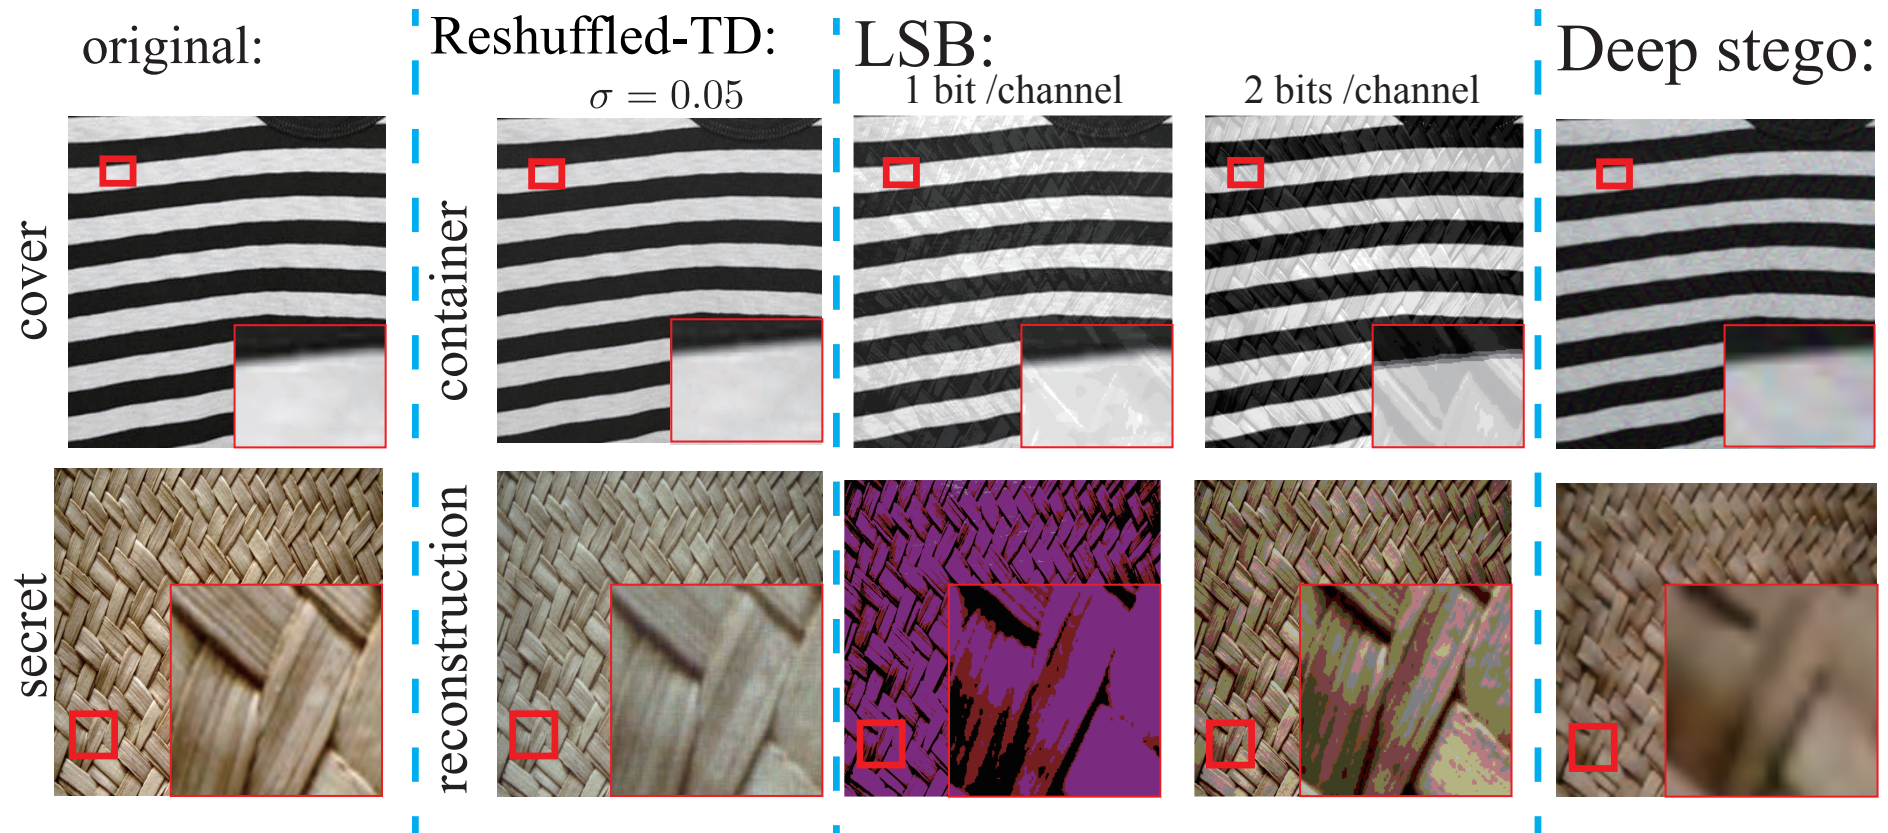 original:
Reshuffled-TD:
σ = 0.05
LSB:
1 bit /channel
2 bits /channel
Deep stego:
cover
container
secret
reconstruction